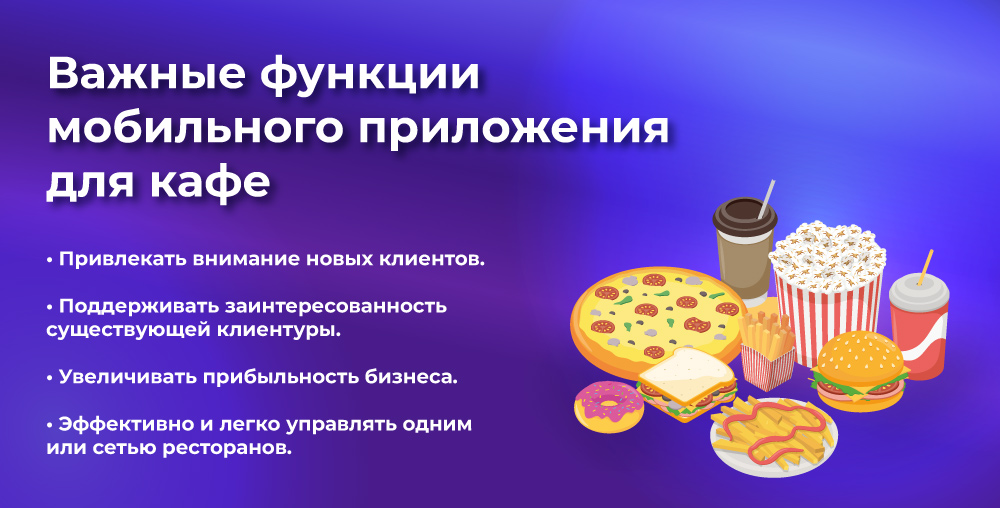 Важные функции
мобильного приложения
для кафе
• Привлекать внимание новых клиентов.
• Поддерживать заинтересованность
существующей клиентуры.
• Увеличивать прибыльность бизнеса.
• Эффективно и легко управлять одним
или сетью ресторанов.